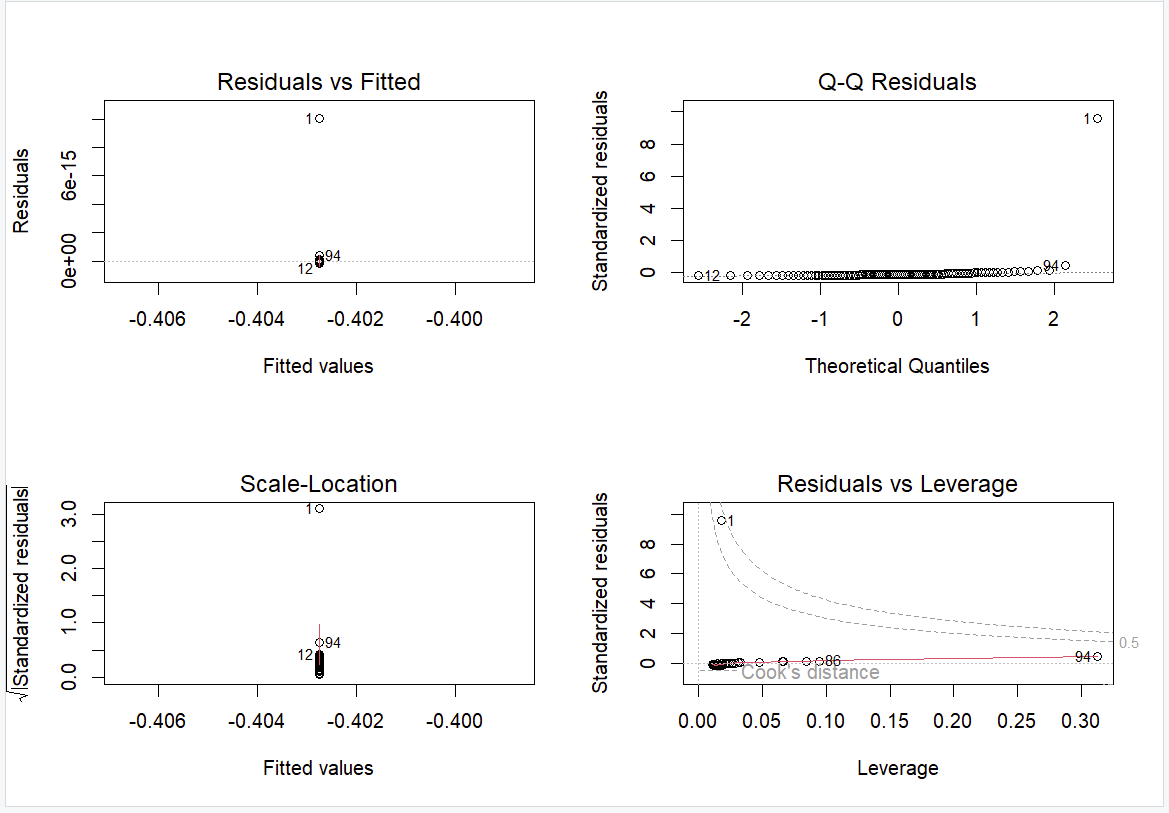 Residuals vs Fitted
Residuals
0e+00 6e-15
1
94
12
-0.406 -0.404 -0.402 -0.400
Fitted values
Q-Q Residuals
Standardized residuals
0 2 4 6 8
1
94
12
-2 -1 0 1 2
Theoretical Quantiles
Scale-Location
√|Standardized residuals|
0.0 1.0 2.0 3.0
1
94
12
-0.406 -0.404 -0.402 -0.400
Fitted values
Residuals vs Leverage
Standardized residuals
0 2 4 6 8
1
0.5
86
94
Cook's distance
0.00 0.05 0.10 0.15 0.20 0.25 0.30
Leverage